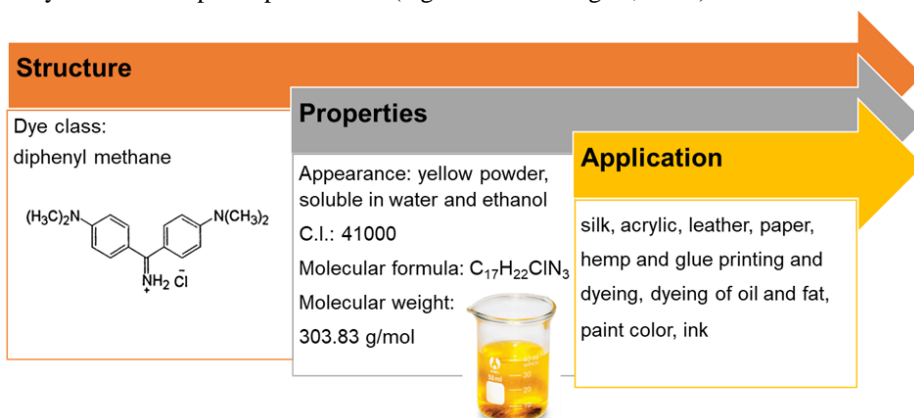 Structure
Dye class:
diphenyl methane
(H₃C)₂N
N(CH₃)₂
NH₂ Cl
+
-
Properties
Appearance: yellow powder,
soluble in water and ethanol
C.I.: 41000
Molecular formula: C₁₇H₂₂ClN₃
Molecular weight:
303.83 g/mol
30
20
Application
silk, acrylic, leather, paper,
hemp and glue printing and
dyeing, dyeing of oil and fat,
paint color, ink